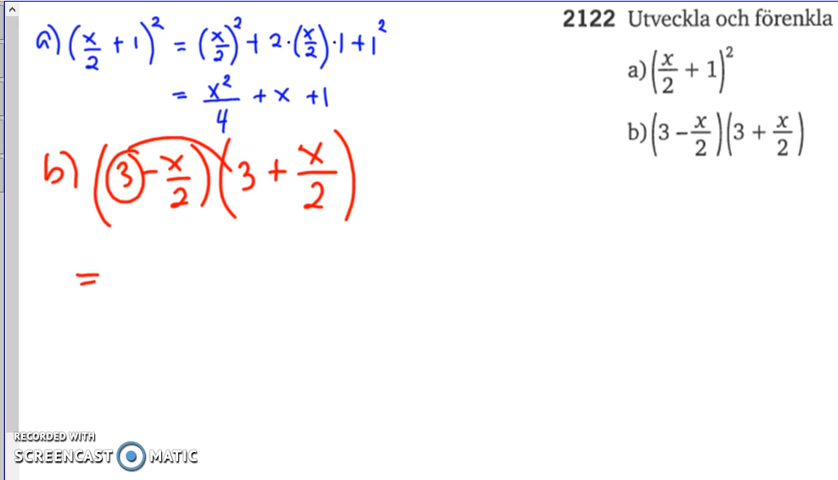 a) (x/2 + 1)² = (x/2)² + 2·(x/2)·1 + 1²
= x²/4 + x + 1
b) (3 - x/2)(3 + x/2)
=
2122 Utveckla och förenkla
a) (x/2 + 1)²
b) (3 − x/2)(3 + x/2)
RECORDED WITH
SCREENCAST MATIC